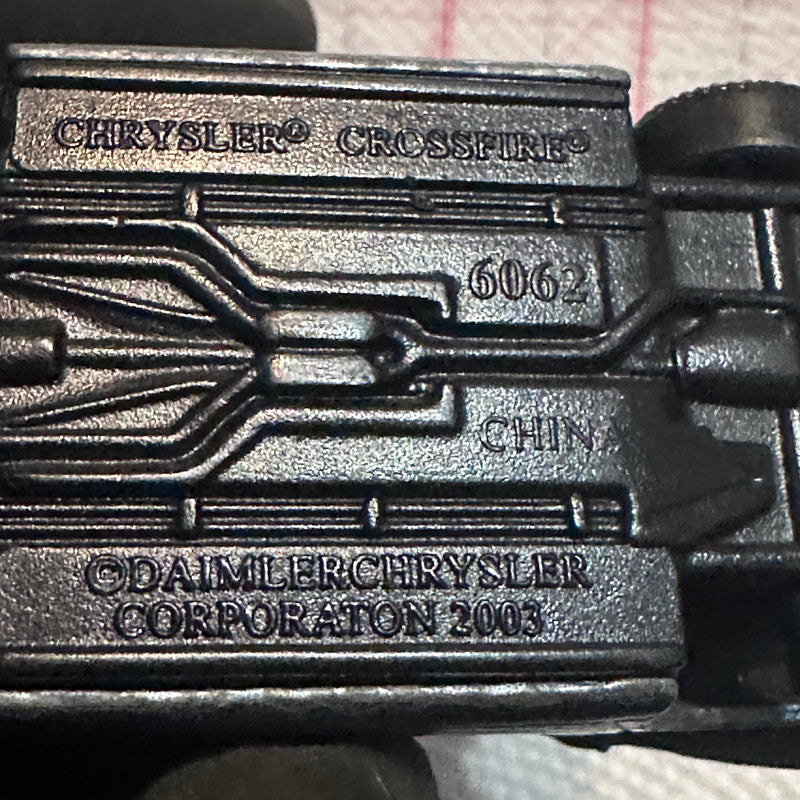 CHRYSLER® CROSSFIRE®
6062
CHINA
©DAIMLERCHRYSLER
CORPORATON 2003